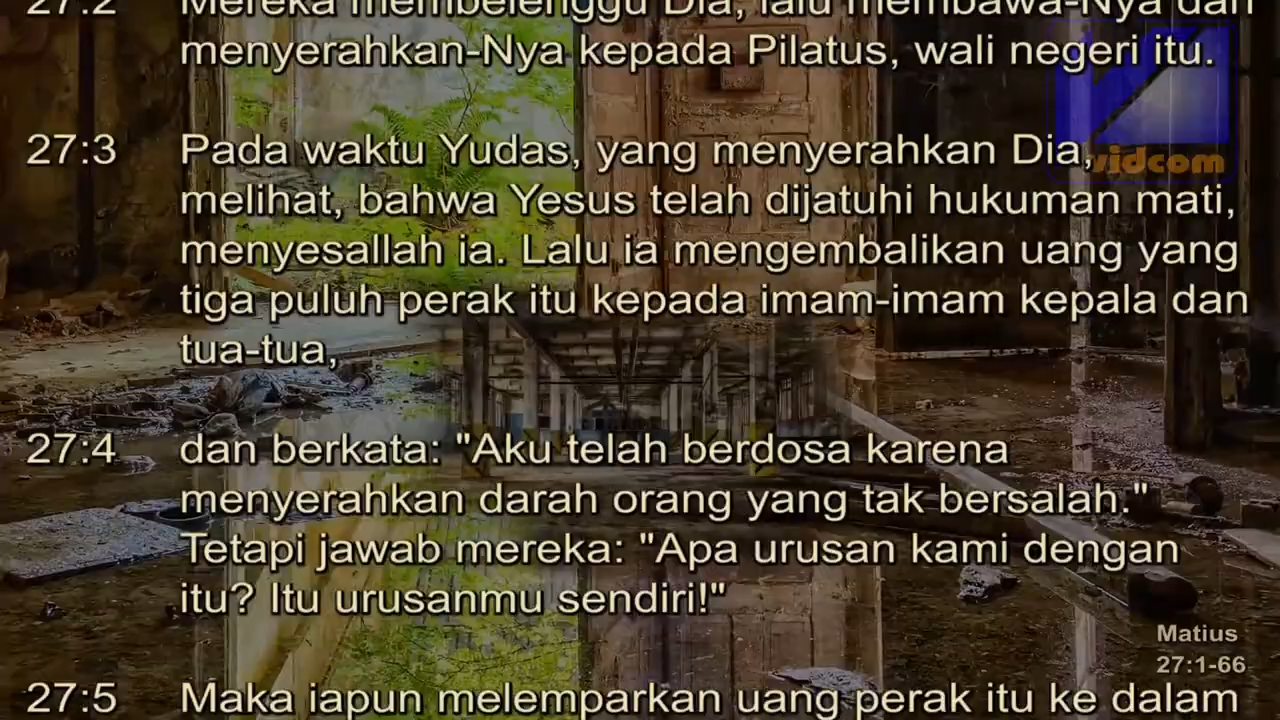 27:2 Mereka membelenggu Dia, lalu membawa-Nya dan
menyerahkan-Nya kepada Pilatus, wali negeri itu.
27:3 Pada waktu Yudas, yang menyerahkan Dia,
melihat, bahwa Yesus telah dijatuhi hukuman mati,
menyesallah ia. Lalu ia mengembalikan uang yang
tiga puluh perak itu kepada imam-imam kepala dan
tua-tua,
27:4 dan berkata: "Aku telah berdosa karena
menyerahkan darah orang yang tak bersalah."
Tetapi jawab mereka: "Apa urusan kami dengan
itu? Itu urusanmu sendiri!"
27:5 Maka iapun melemparkan uang perak itu ke dalam
vidcom
Matius
27:1-66